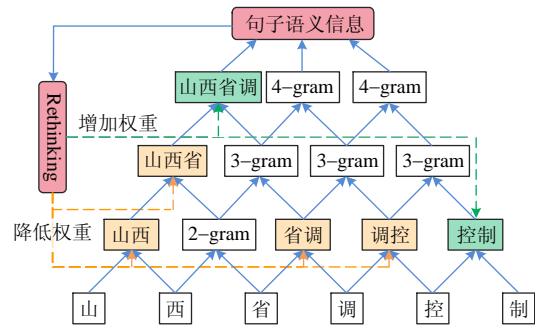 句子语义信息
山西省调 4-gram 4-gram
Rethinking
增加权重
山西省 3-gram 3-gram 3-gram
降低权重
山西 2-gram 省调 调控 控制
山 西 省 调 控 制